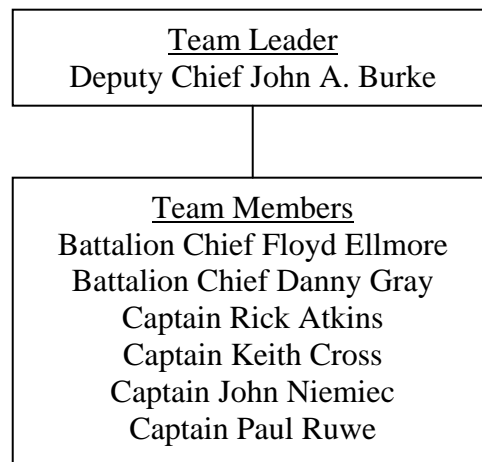 Team Leader
Deputy Chief John A. Burke
Team Members
Battalion Chief Floyd Ellmore
Battalion Chief Danny Gray
Captain Rick Atkins
Captain Keith Cross
Captain John Niemiec
Captain Paul Ruwe